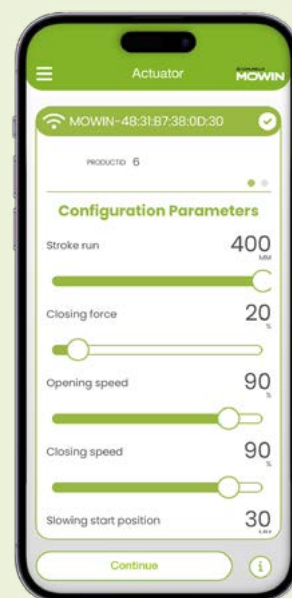 Actuator
MOWIN
MOWIN-48:31:B7:38:0D:30
PRODUCTID 6
Configuration Parameters
Stroke run 400
MM
Closing force 20
%
Opening speed 90
%
Closing speed 90
%
Slowing start position 30
Continue
i